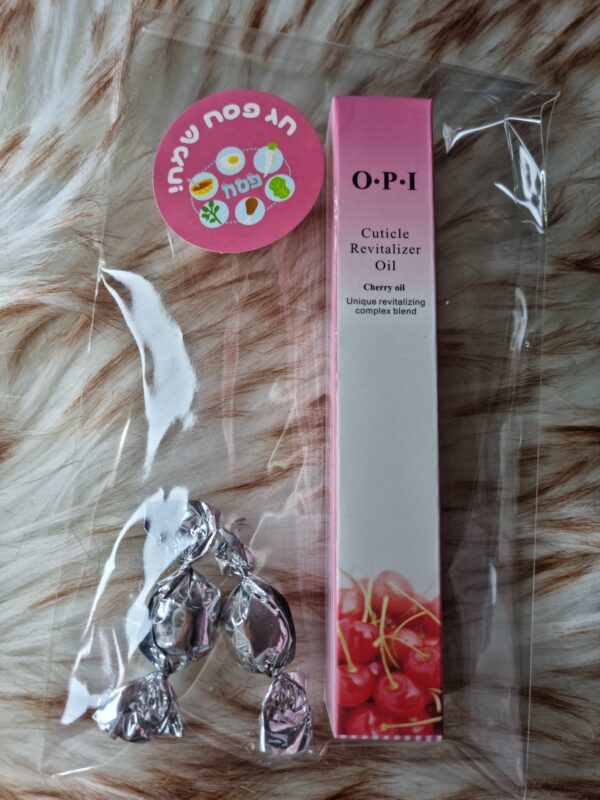 חג פסח שמח!
פסח
O·P·I
Cuticle
Revitalizer
Oil
Cherry oil
Unique revitalizing
complex blend